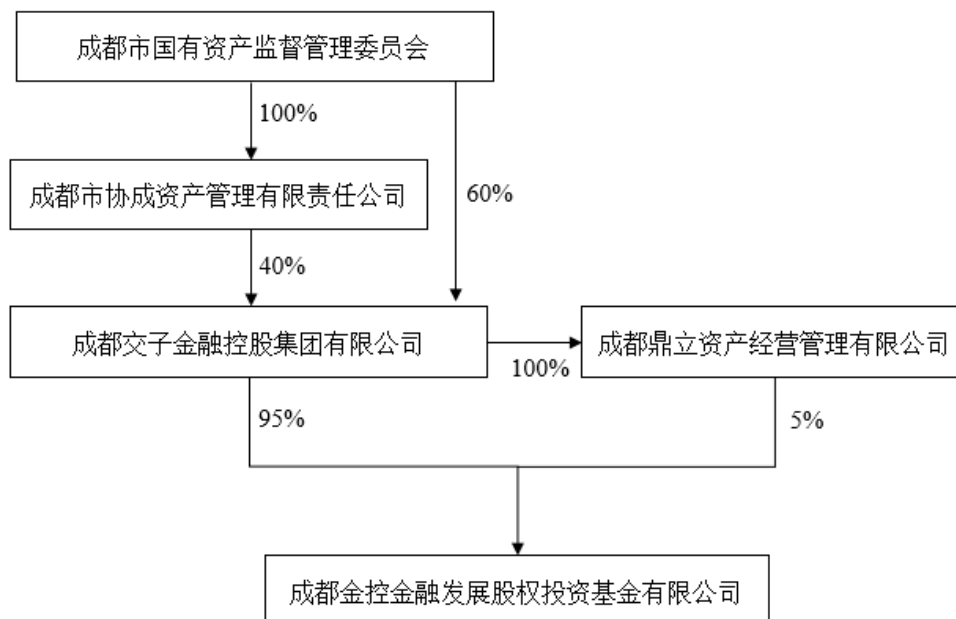 成都市国有资产监督管理委员会
100%
成都市协成资产管理有限责任公司
60%
40%
成都交子金融控股集团有限公司
成都鼎立资产经营管理有限公司
100%
95%
5%
成都金控金融发展股权投资基金有限公司